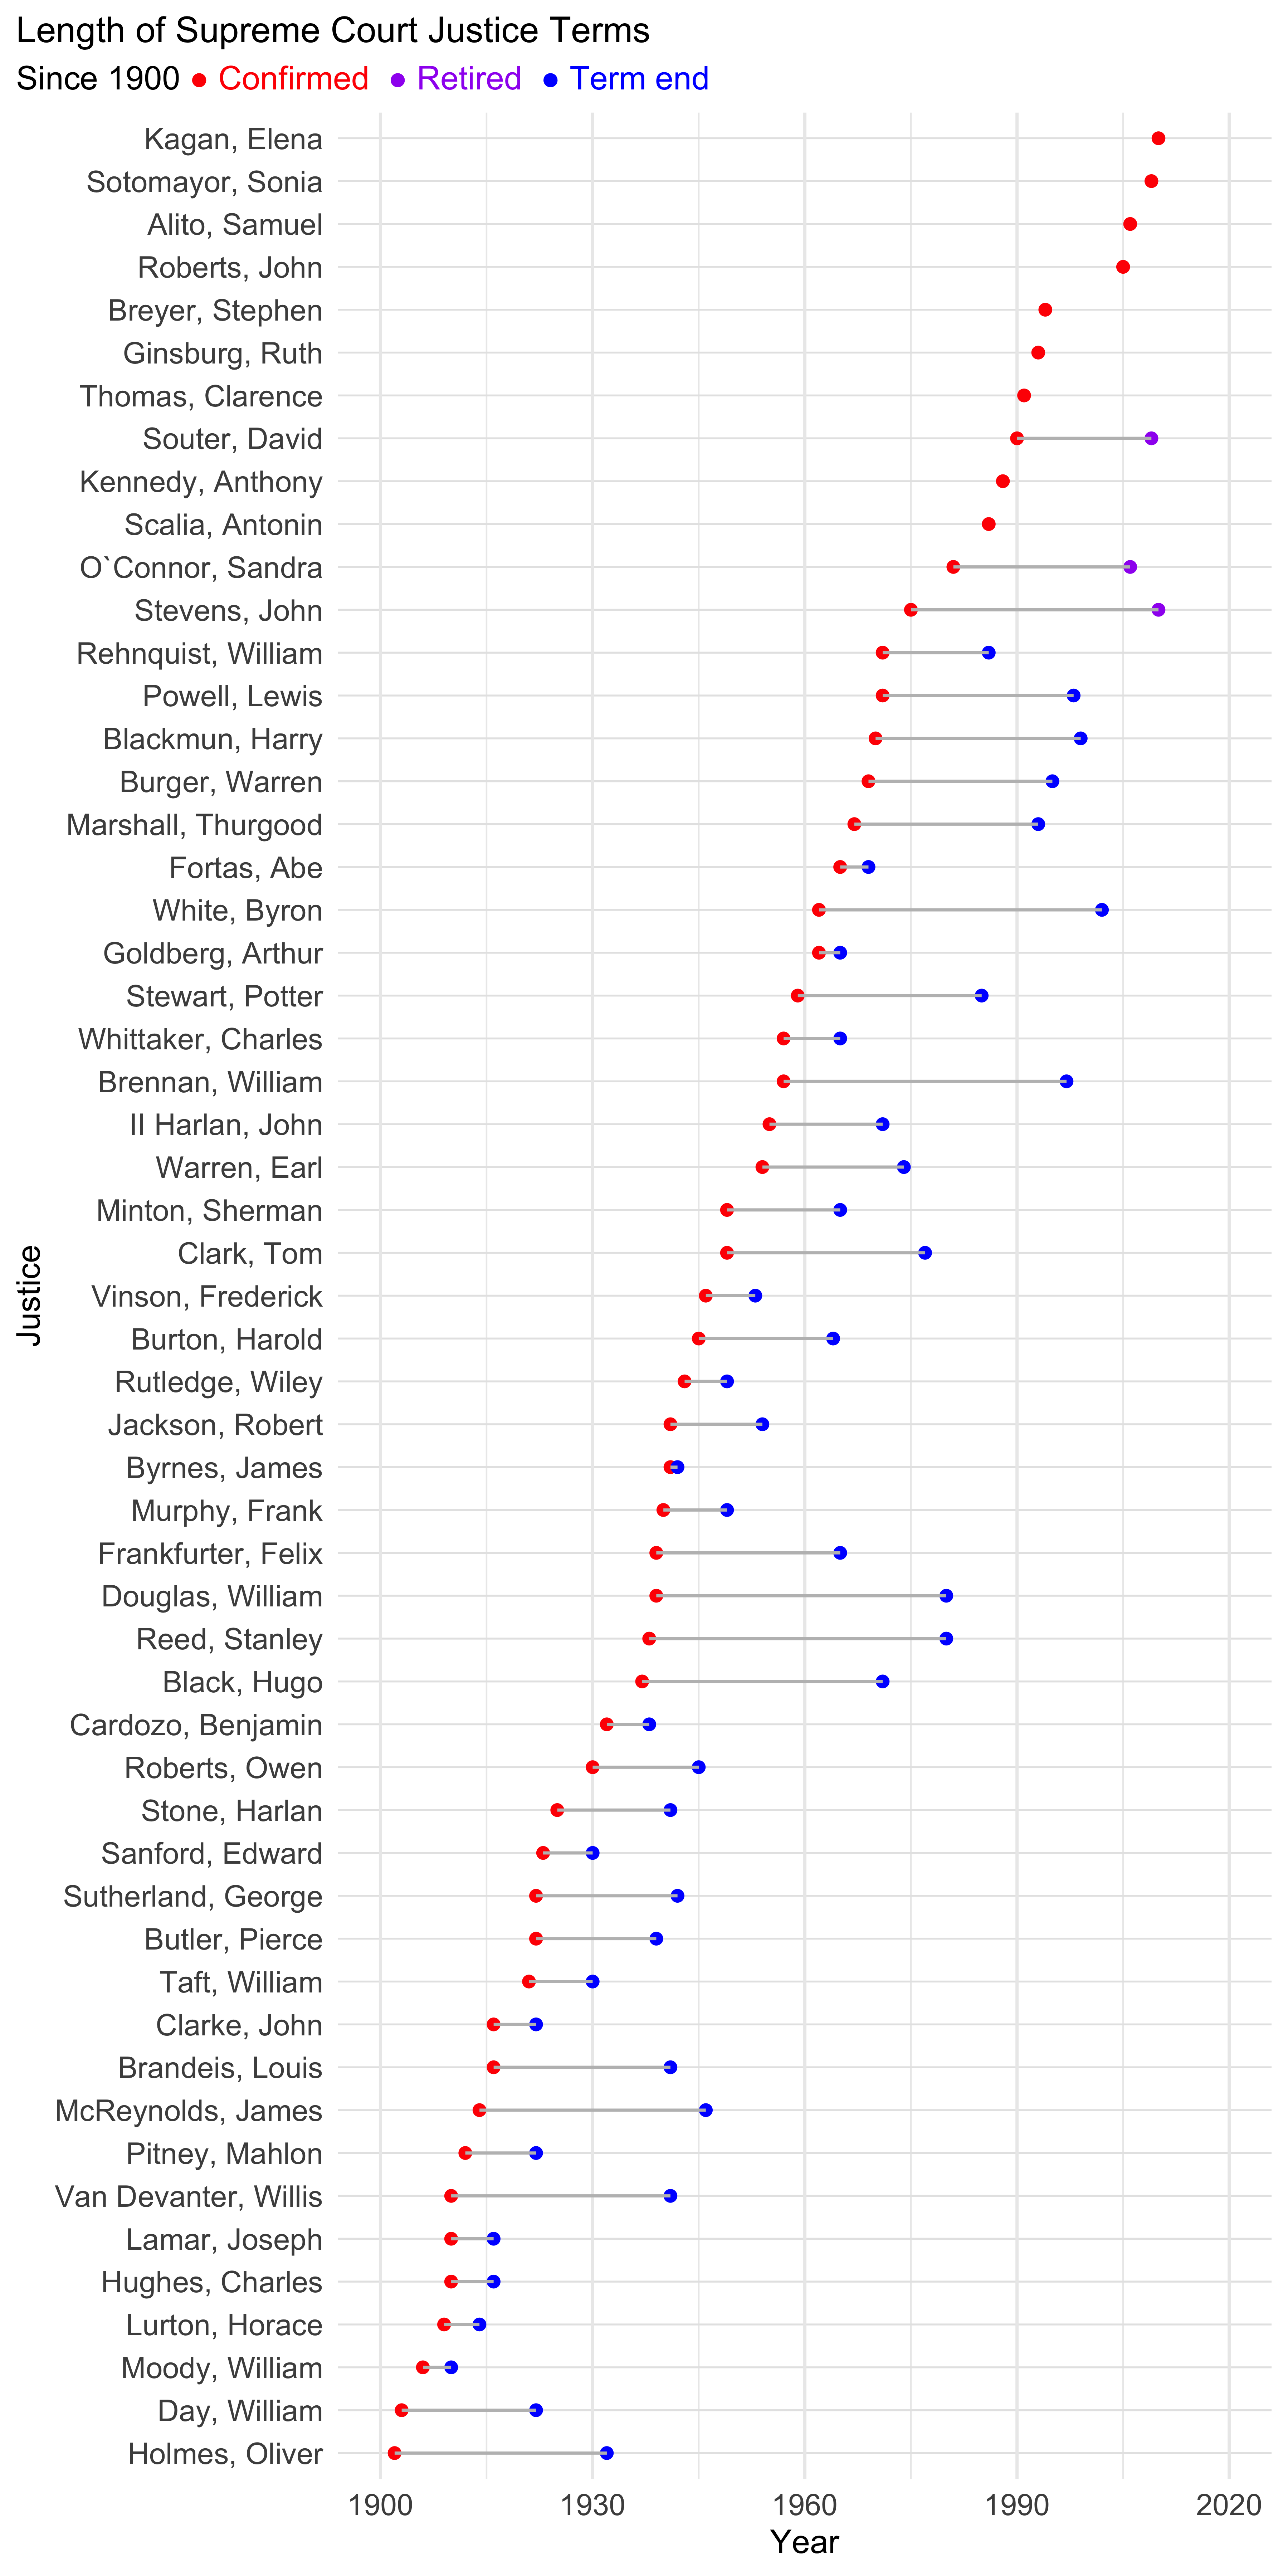 Length of Supreme Court Justice Terms
Since 1900 ● Confirmed ● Retired ● Term end
Kagan, Elena
Sotomayor, Sonia
Alito, Samuel
Roberts, John
Breyer, Stephen
Ginsburg, Ruth
Thomas, Clarence
Souter, David
Kennedy, Anthony
Scalia, Antonin
O`Connor, Sandra
Stevens, John
Rehnquist, William
Powell, Lewis
Blackmun, Harry
Burger, Warren
Marshall, Thurgood
Fortas, Abe
White, Byron
Goldberg, Arthur
Stewart, Potter
Whittaker, Charles
Brennan, William
II Harlan, John
Warren, Earl
Minton, Sherman
Clark, Tom
Vinson, Frederick
Burton, Harold
Rutledge, Wiley
Jackson, Robert
Byrnes, James
Murphy, Frank
Frankfurter, Felix
Douglas, William
Reed, Stanley
Black, Hugo
Cardozo, Benjamin
Roberts, Owen
Stone, Harlan
Sanford, Edward
Sutherland, George
Butler, Pierce
Taft, William
Clarke, John
Brandeis, Louis
McReynolds, James
Pitney, Mahlon
Van Devanter, Willis
Lamar, Joseph
Hughes, Charles
Lurton, Horace
Moody, William
Day, William
Holmes, Oliver
Justice
1900 1930 1960 1990 2020
Year